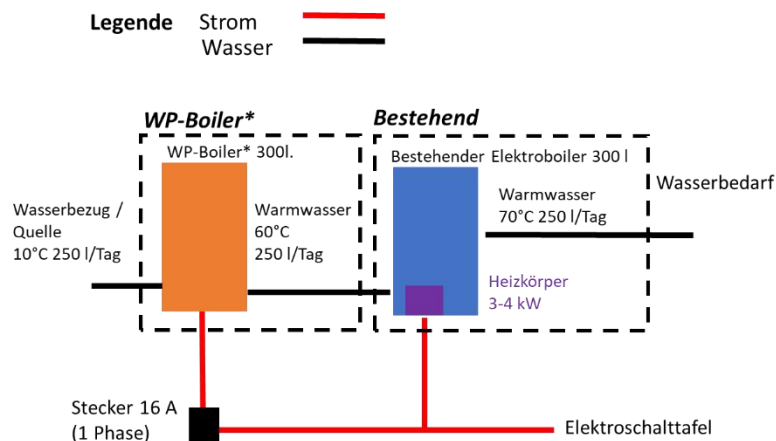 Legende Strom
Wasser
WP-Boiler*
Bestehend
WP-Boiler* 300l.
Bestehender Elektroboiler 300 l
Wasserbedarf
Wasserbezug /
Quelle
10°C 250 l/Tag
Warmwasser
60°C
250 l/Tag
Warmwasser
70°C 250 l/Tag
Heizkörper
3-4 kW
Stecker 16 A
(1 Phase)
Elektroschalttafel